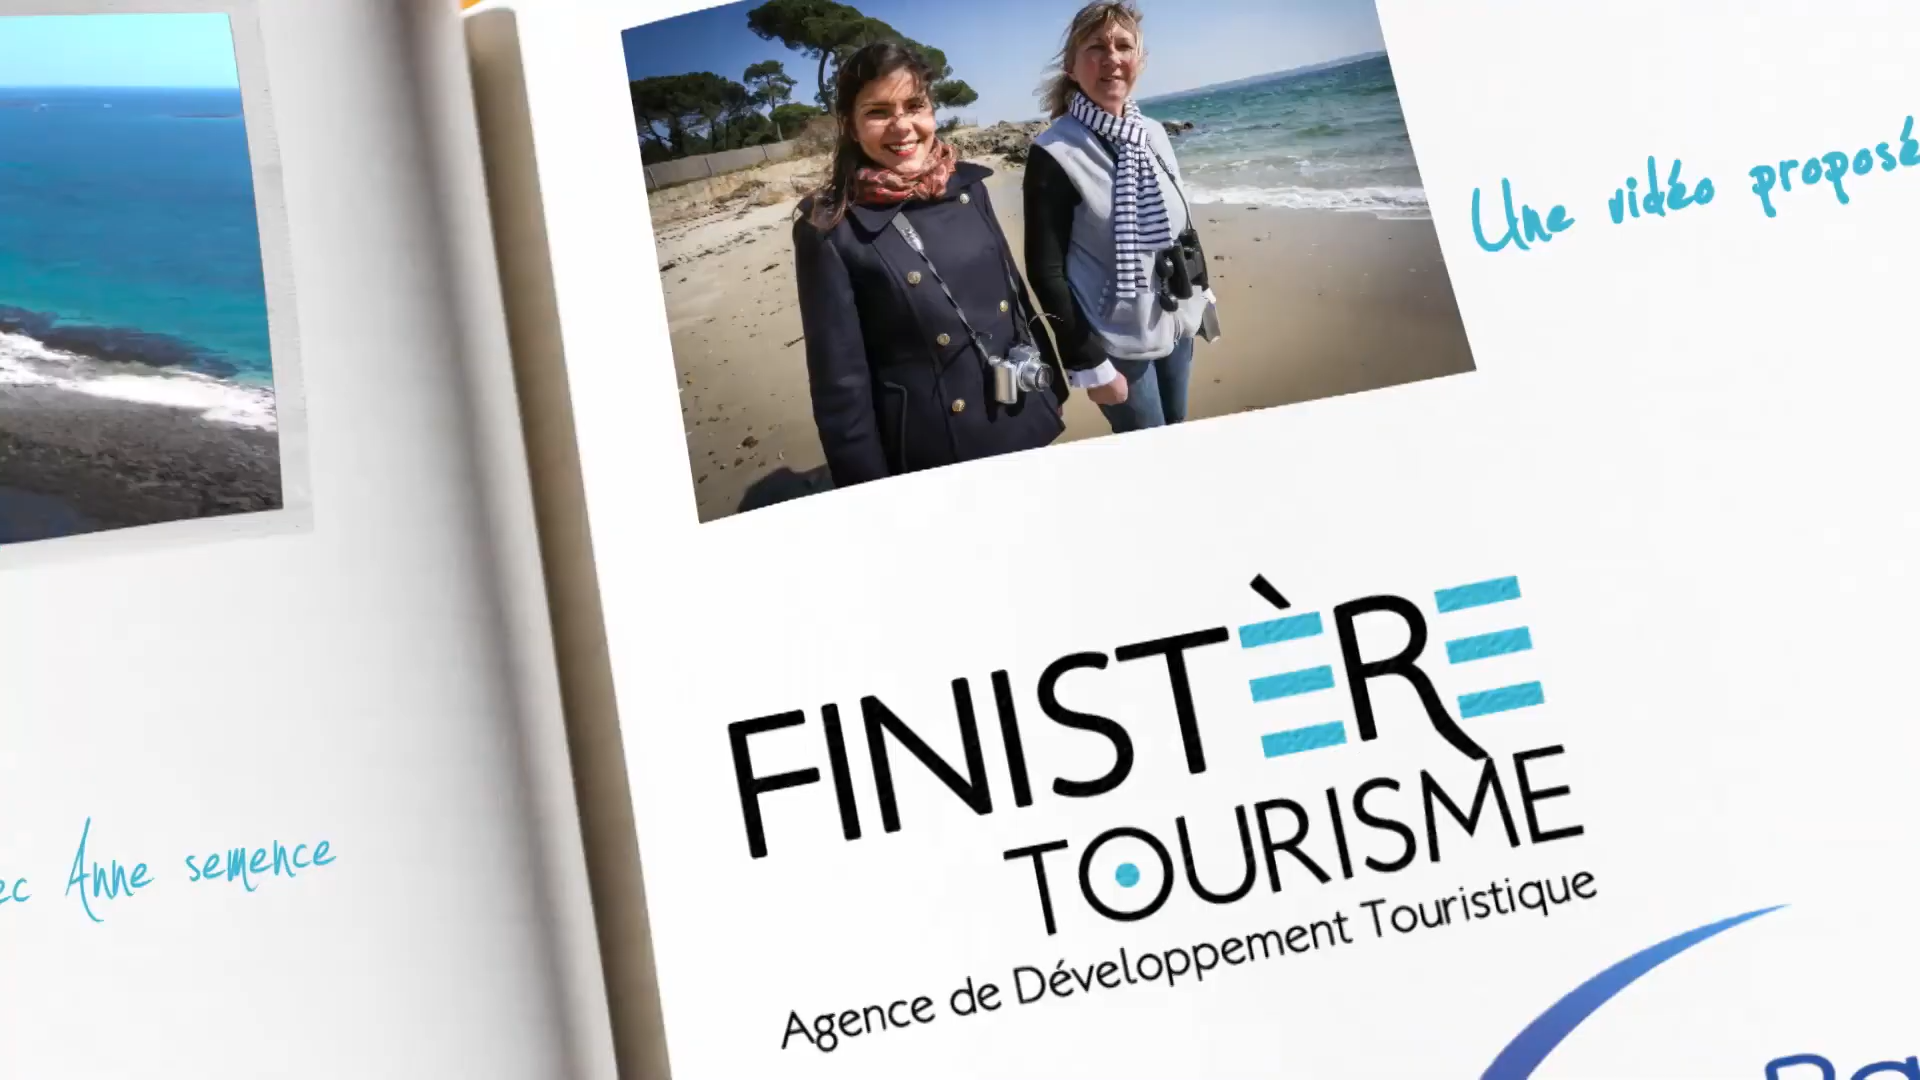 Une vidéo proposé
ec Anne semence
FINISTÈRE
TOURISME
Agence de Développement Touristique